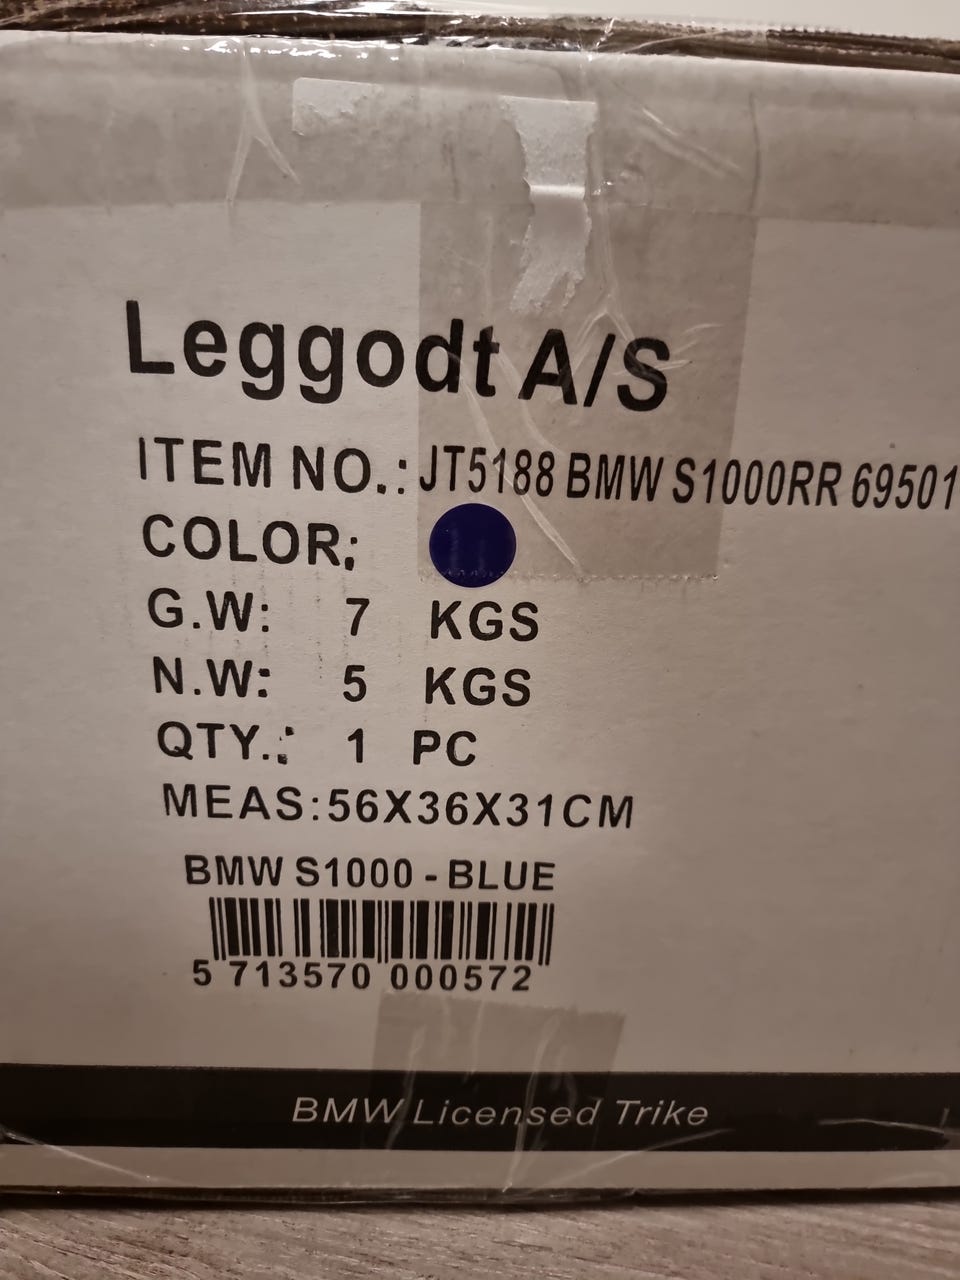 Leggodt A/S
ITEM NO.: JT5188 BMW S1000RR 69501
COLOR:
G.W: 7 KGS
N.W: 5 KGS
QTY.: 1 PC
MEAS:56X36X31CM
BMW S1000 - BLUE
5 713570 000572
BMW Licensed Trike